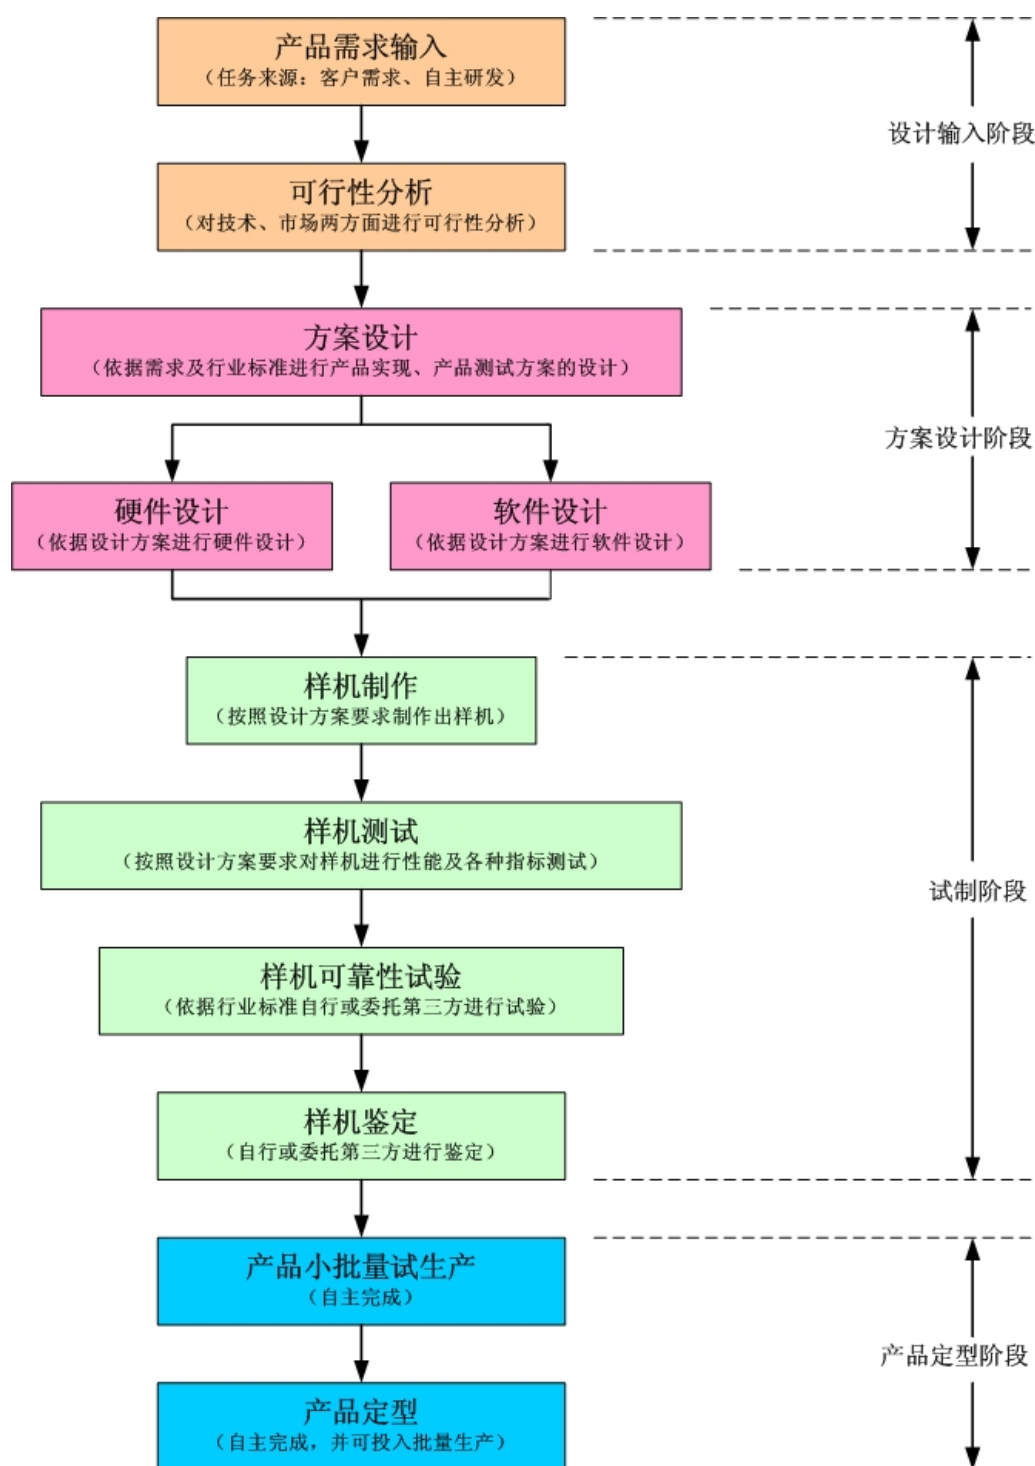 产品需求输入
（任务来源：客户需求、自主研发）
设计输入阶段
可行性分析
（对技术、市场两方面进行可行性分析）
方案设计
（依据需求及行业标准进行产品实现、产品测试方案的设计）
方案设计阶段
硬件设计
（依据设计方案进行硬件设计）
软件设计
（依据设计方案进行软件设计）
样机制作
（按照设计方案要求制作出样机）
样机测试
（按照设计方案要求对样机进行性能及各种指标测试）
试制阶段
样机可靠性试验
（依据行业标准自行或委托第三方进行试验）
样机鉴定
（自行或委托第三方进行鉴定）
产品小批量试生产
（自主完成）
产品定型阶段
产品定型
（自主完成，并可投入批量生产）